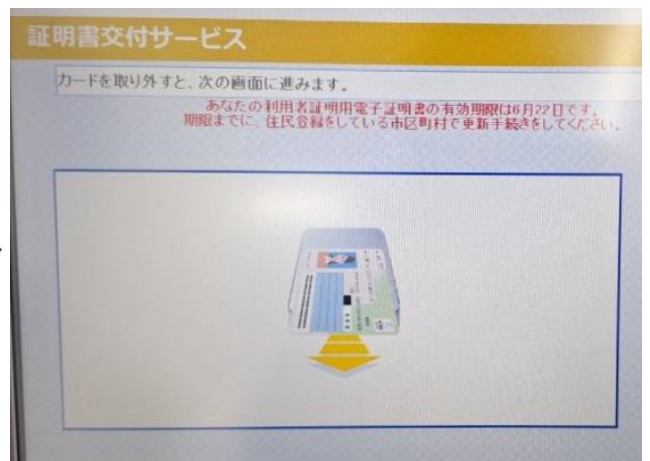 証明書交付サービス
カードを取り外すと、次の画面に進みます。
あなたの利用者証明用電子証明書の有効期限は6月22日です。
期限までに、住民登録をしている市区町村で更新手続きをしてください。